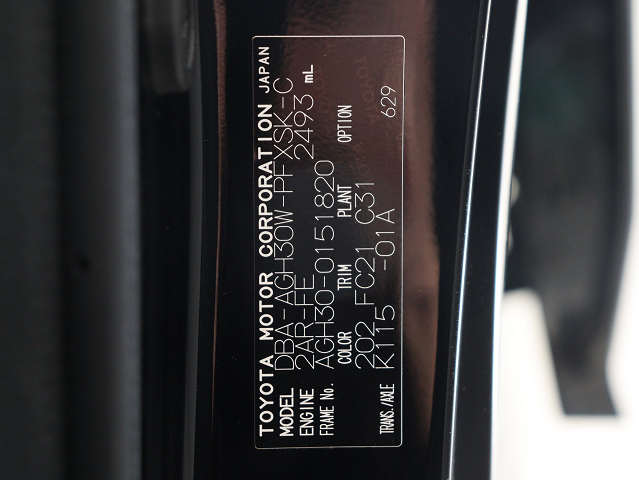 TOYOTA MOTOR CORPORATION JAPAN
MODEL DBA-AGH30W-PFXSK-C
ENGINE 2AR-FE 2493 mL
FRAME No. AGH30-0151820
COLOR TRIM PLANT OPTION
202 FC21 C31 629
TRANS./AXLE K115 -01A